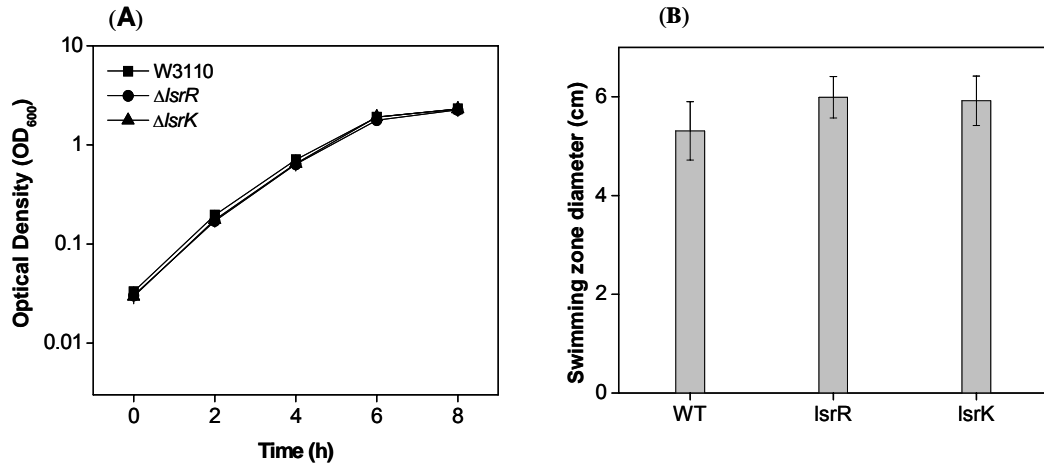 (A)
10
1
0.1
0.01
Optical Density (OD600)
W3110
ΔlsrR
ΔlsrK
0 2 4 6 8
Time (h)
(B)
6
4
2
0
Swimming zone diameter (cm)
WT lsrR lsrK